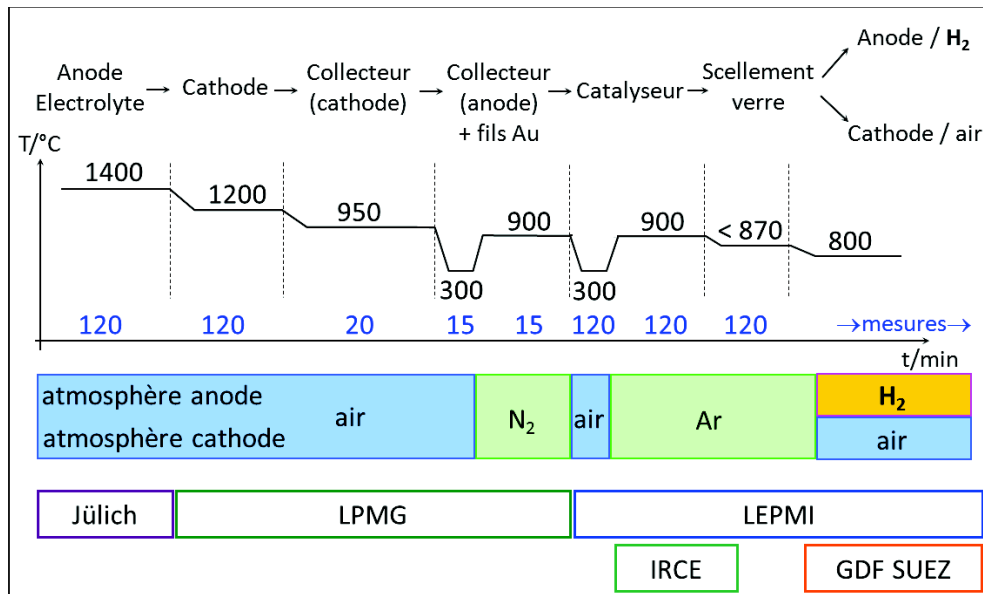 Anode / H2
Anode
Electrolyte
Cathode
Collecteur
(cathode)
Collecteur
(anode)
+ fils Au
Catalyseur
Scellement
verre
Cathode / air
T/°C
1400
1200
950
300
900
300
900
< 870
800
120
120
20
15
15
120
120
120
→mesures→
t/min
atmosphère anode
atmosphère cathode
air
N2
air
Ar
H2
air
Jülich
LPMG
LEPMI
IRCE
GDF SUEZ